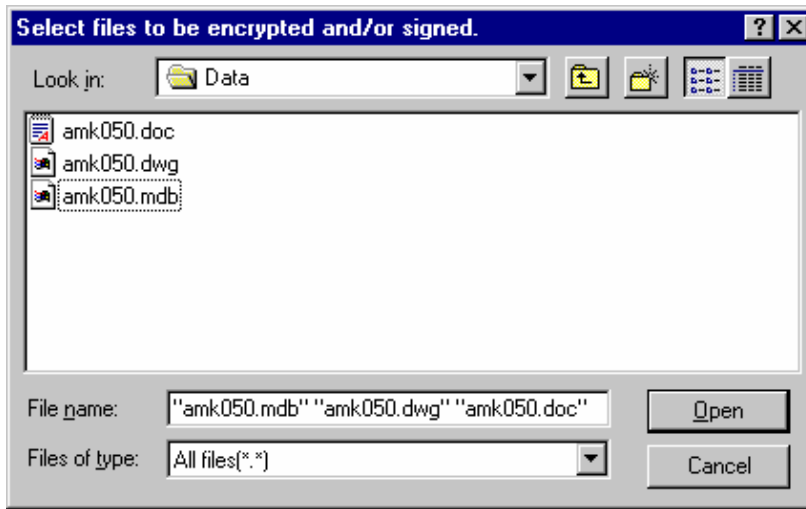 Select files to be encrypted and/or signed.
Look in: Data
amk050.doc
amk050.dwg
amk050.mdb
File name: "amk050.mdb" "amk050.dwg" "amk050.doc" Open
Files of type: All files(*.*) Cancel